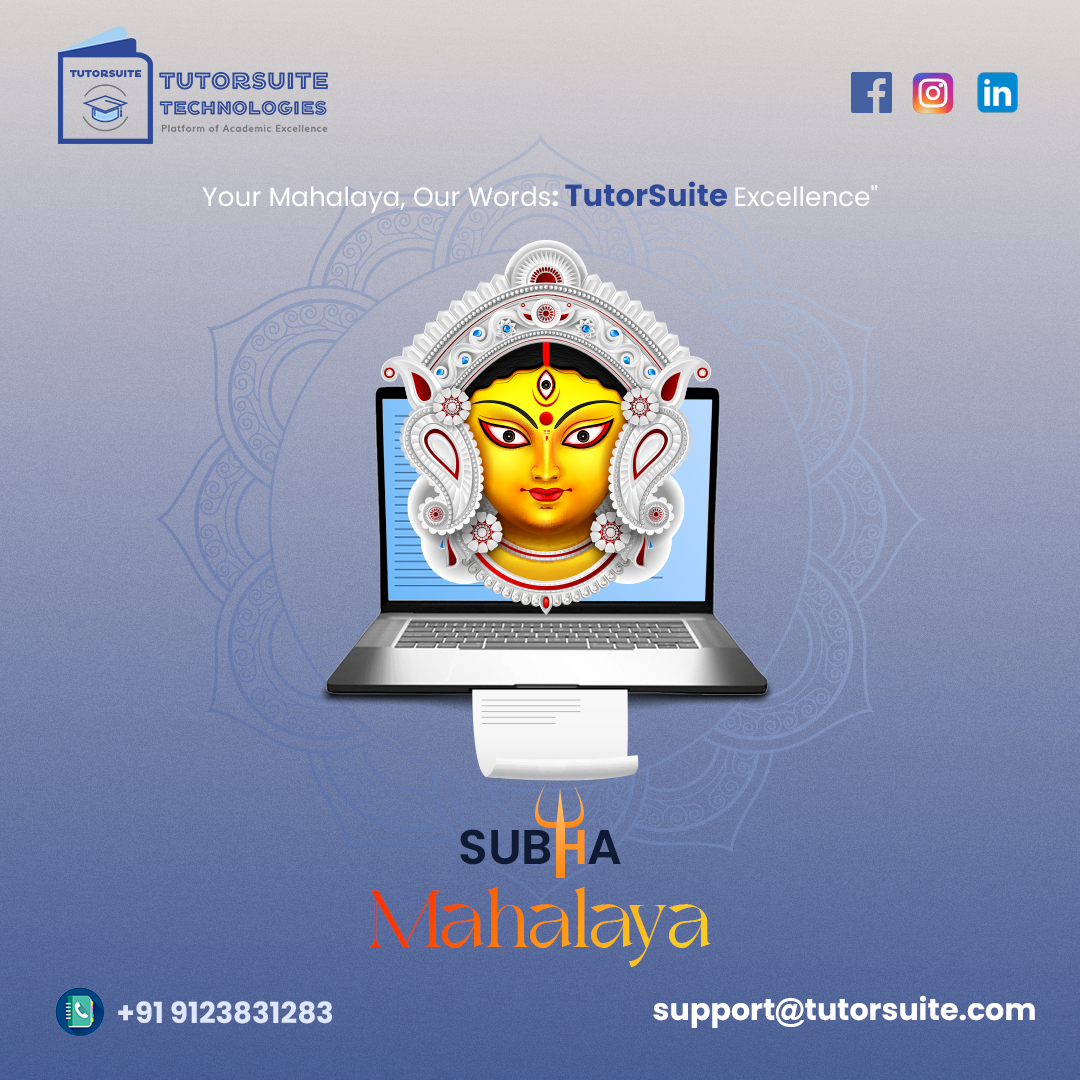 TUTORSUITE
TUTORSUITE
TECHNOLOGIES
Platform of Academic Excellence
Your Mahalaya, Our Words: TutorSuite Excellence"
SUBHA
Mahalaya
+91 9123831283
support@tutorsuite.com